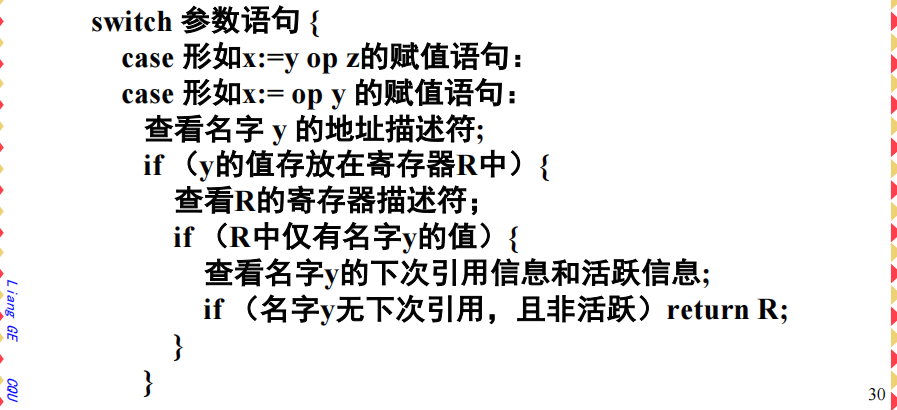 switch 参数语句 {
case 形如x:=y op z的赋值语句：
case 形如x:= op y 的赋值语句：
查看名字 y 的地址描述符;
if （y的值存放在寄存器R中）{
查看R的寄存器描述符；
if （R中仅有名字y的值）{
查看名字y的下次引用信息和活跃信息;
if （名字y无下次引用，且非活跃）return R;
}
}
Liang GE CQU
30